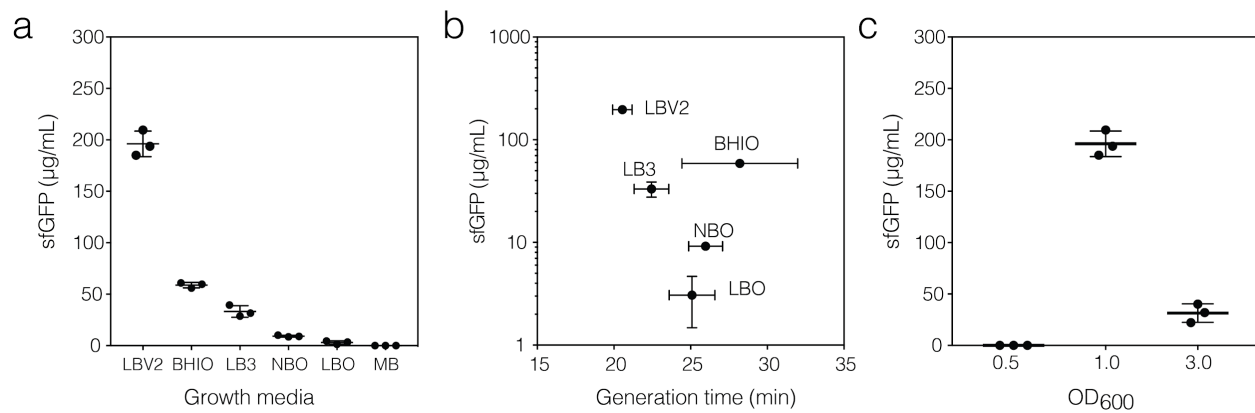 a
300
250
200
150
100
50
0
sfGFP (µg/mL)
LBV2 BHIO LB3 NBO LBO MB
Growth media
b
1000
100
10
1
sfGFP (µg/mL)
LBV2
BHIO
LB3
NBO
LBO
15 20 25 30 35
Generation time (min)
c
300
250
200
150
100
50
0
sfGFP (µg/mL)
0.5 1.0 3.0
OD600